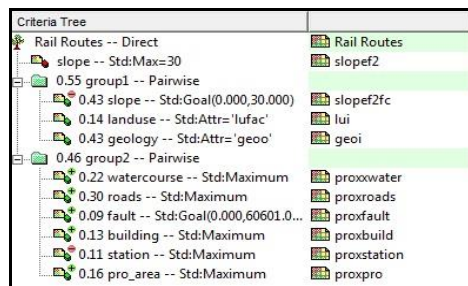 Criteria Tree
Rail Routes -- Direct Rail Routes
slope -- Std:Max=30 slopef2
0.55 group1 -- Pairwise
0.43 slope -- Std:Goal(0.000,30.000) slopef2fc
0.14 landuse -- Std:Attr='lufac' lui
0.43 geology -- Std:Attr='geoo' geoi
0.46 group2 -- Pairwise
0.22 watercourse -- Std:Maximum proxxwater
0.30 roads -- Std:Maximum proxroads
0.09 fault -- Std:Goal(0.000,60601.0... proxfault
0.13 building -- Std:Maximum proxbuild
0.11 station -- Std:Maximum proxstation
0.16 pro_area -- Std:Maximum proxpro